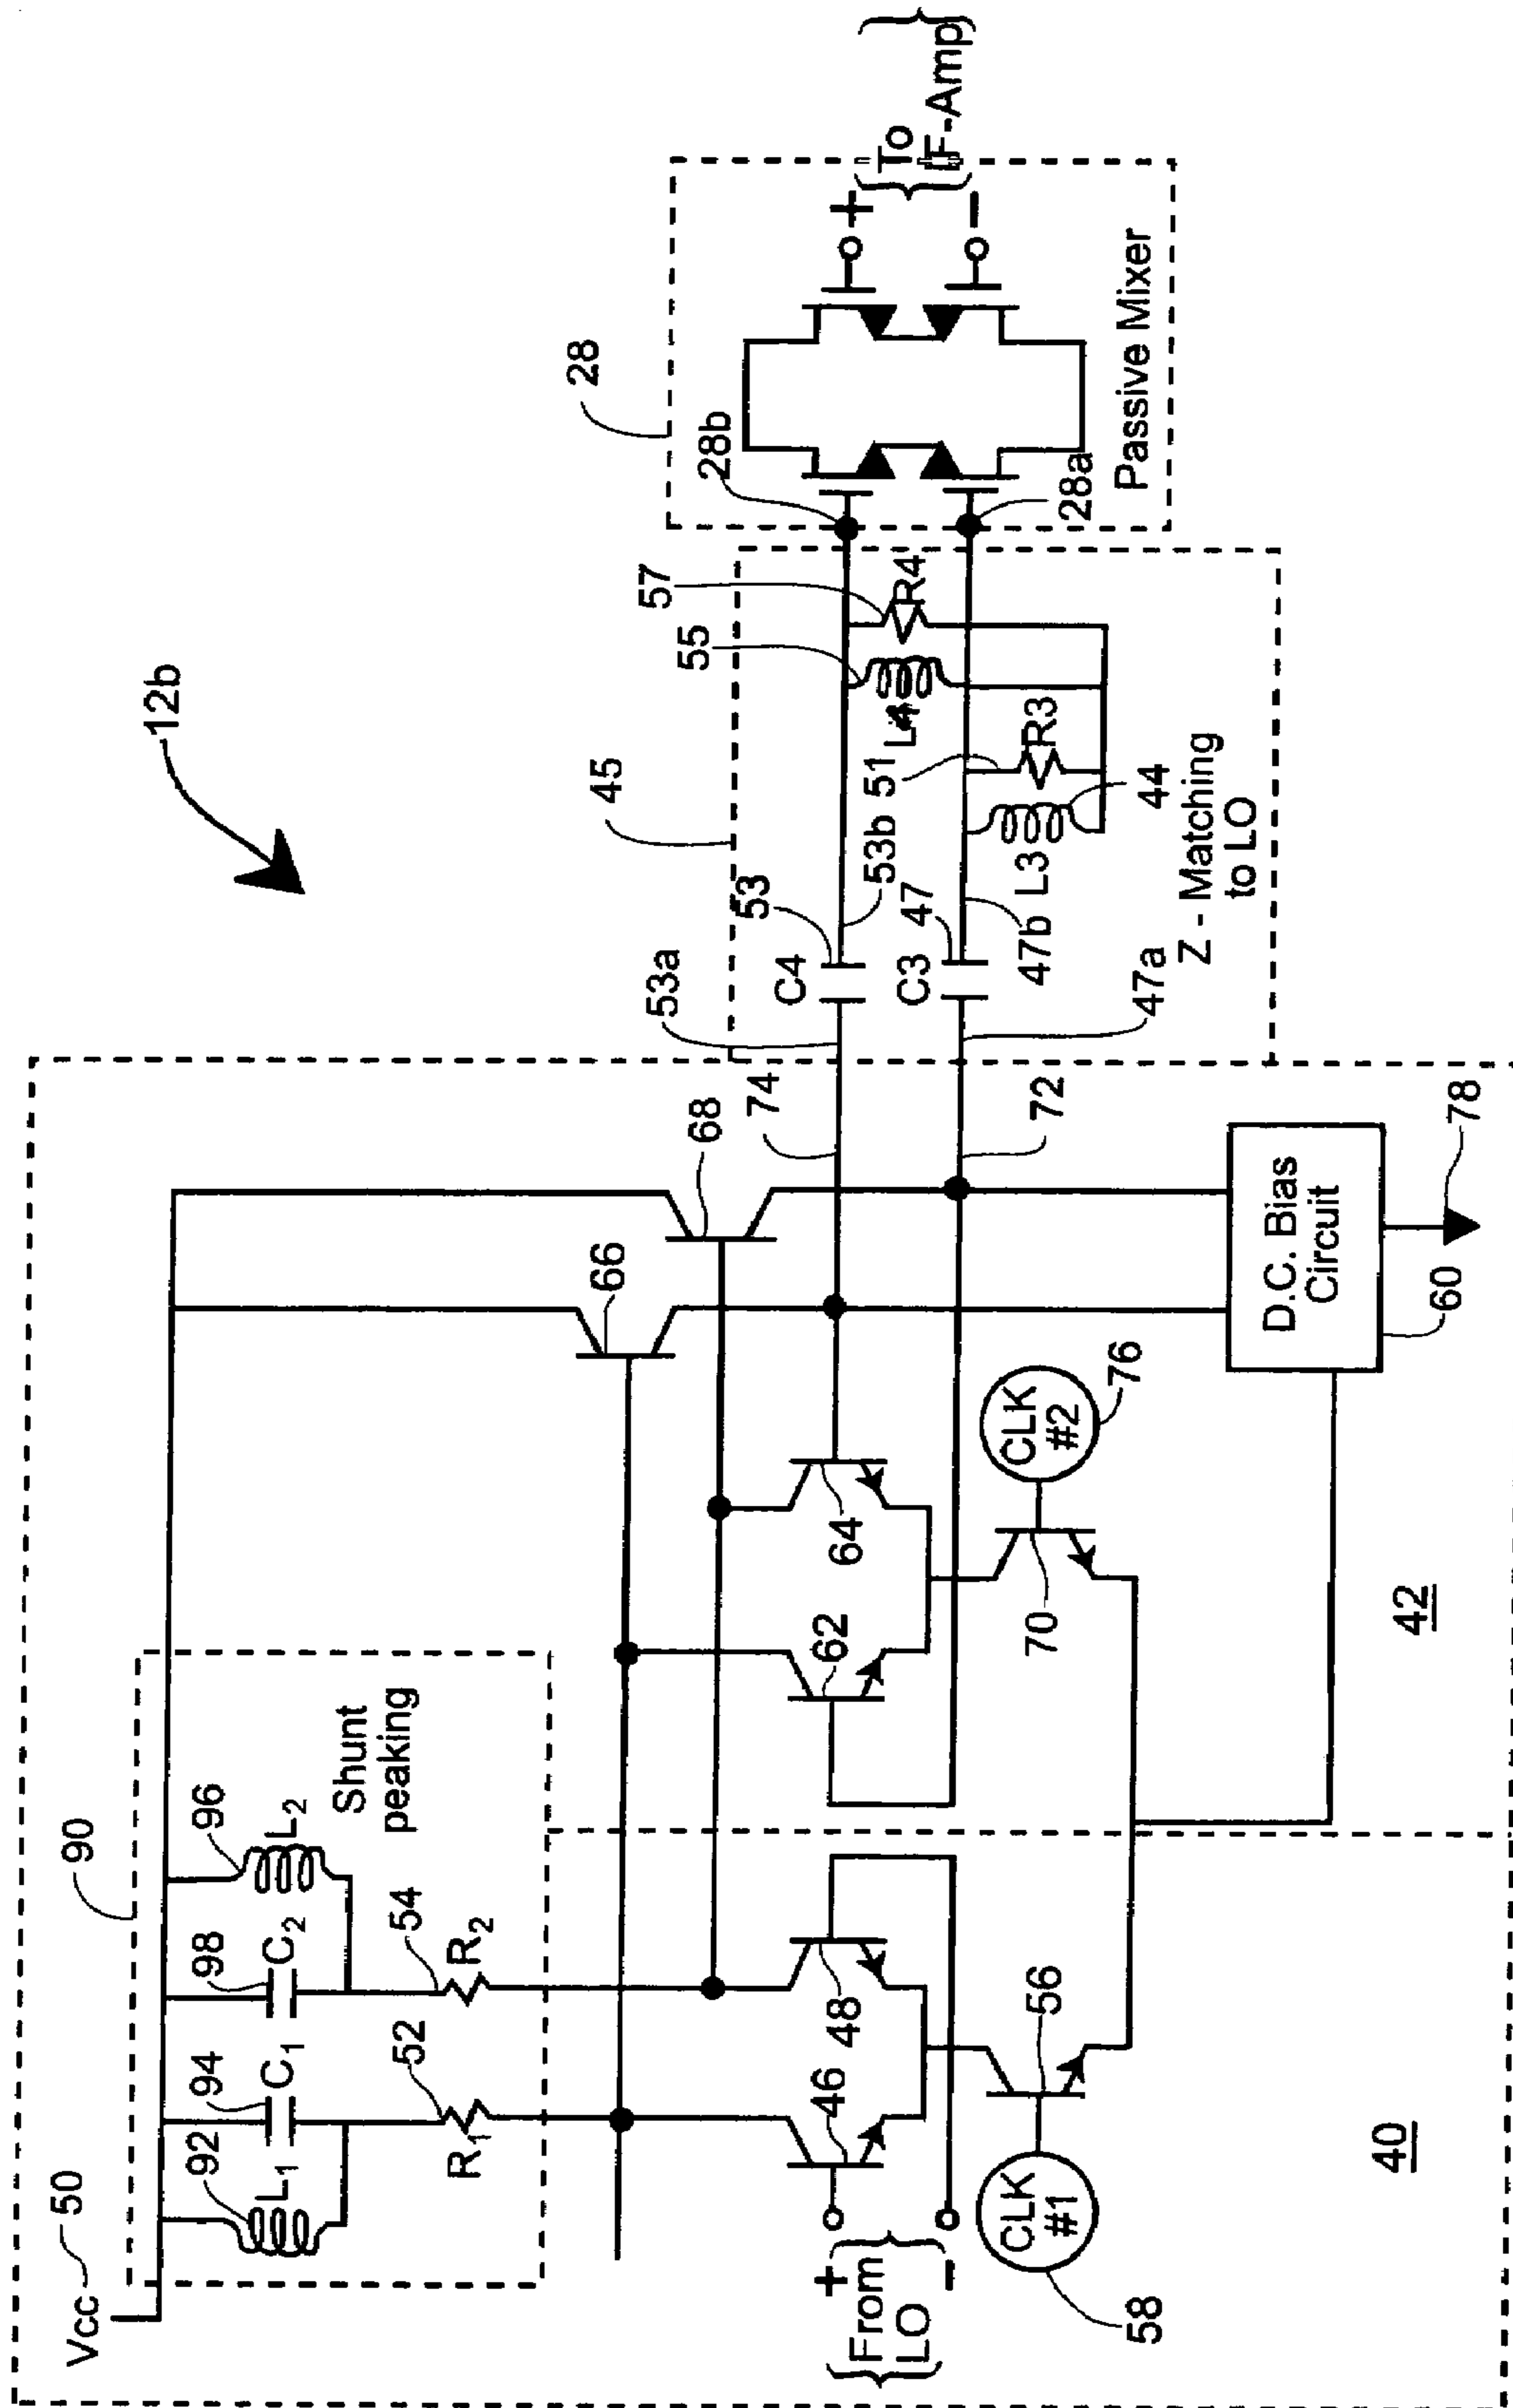 12b
Vcc
50
90
92
L1
94
C1
98
C2
96
L2
Shunt
peaking
52
R1
54
R2
66
68
74
72
53a
C4
53
53b
C3
47
47b
47a
45
55
L4
57
R4
51
R3
L3
44
Z - Matching
to LO
28
28b
28a
Passive Mixer
+
-
To
IF-Amp
+
From
LO
-
46
48
62
64
CLK
#1
58
56
70
CLK
#2
76
D.C. Bias
Circuit
60
78
40
42